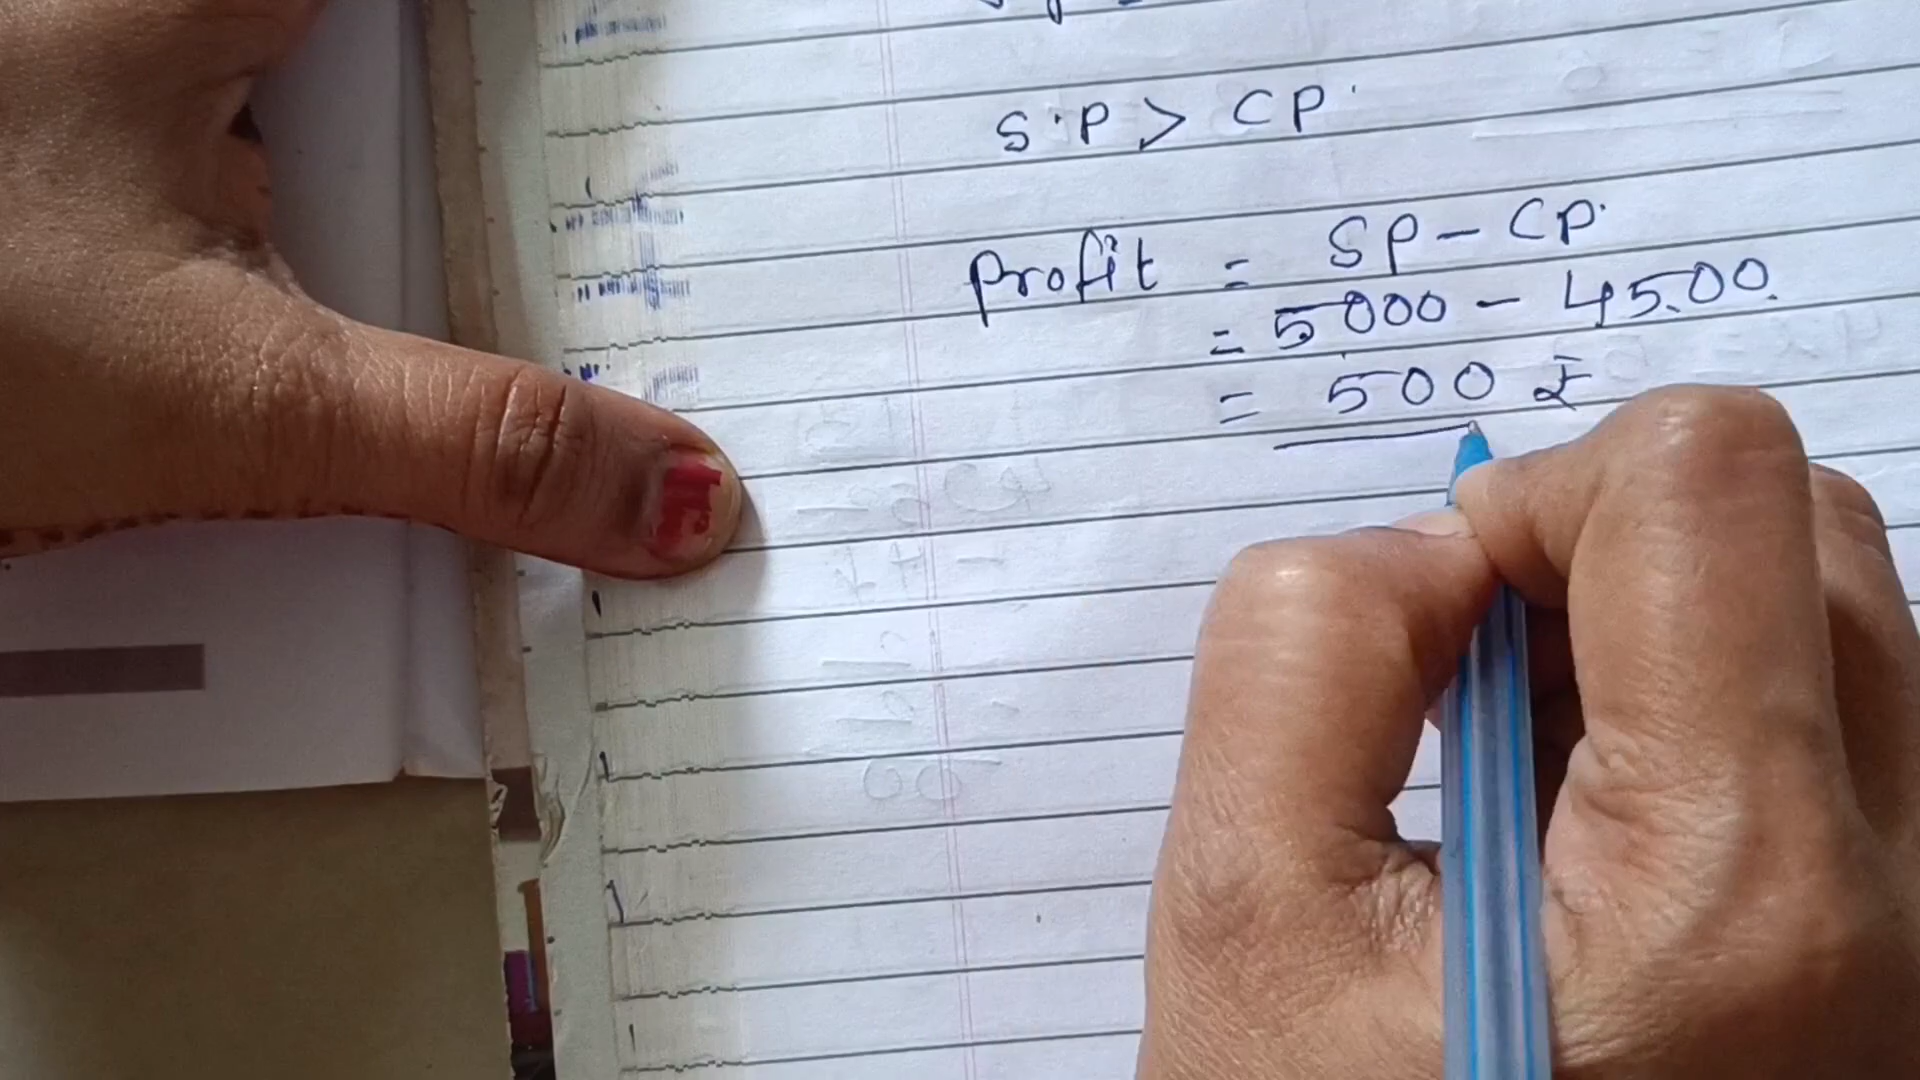 S.P > CP.
Profit = SP - CP.
= 5000 - 4500.
= 500 ₹